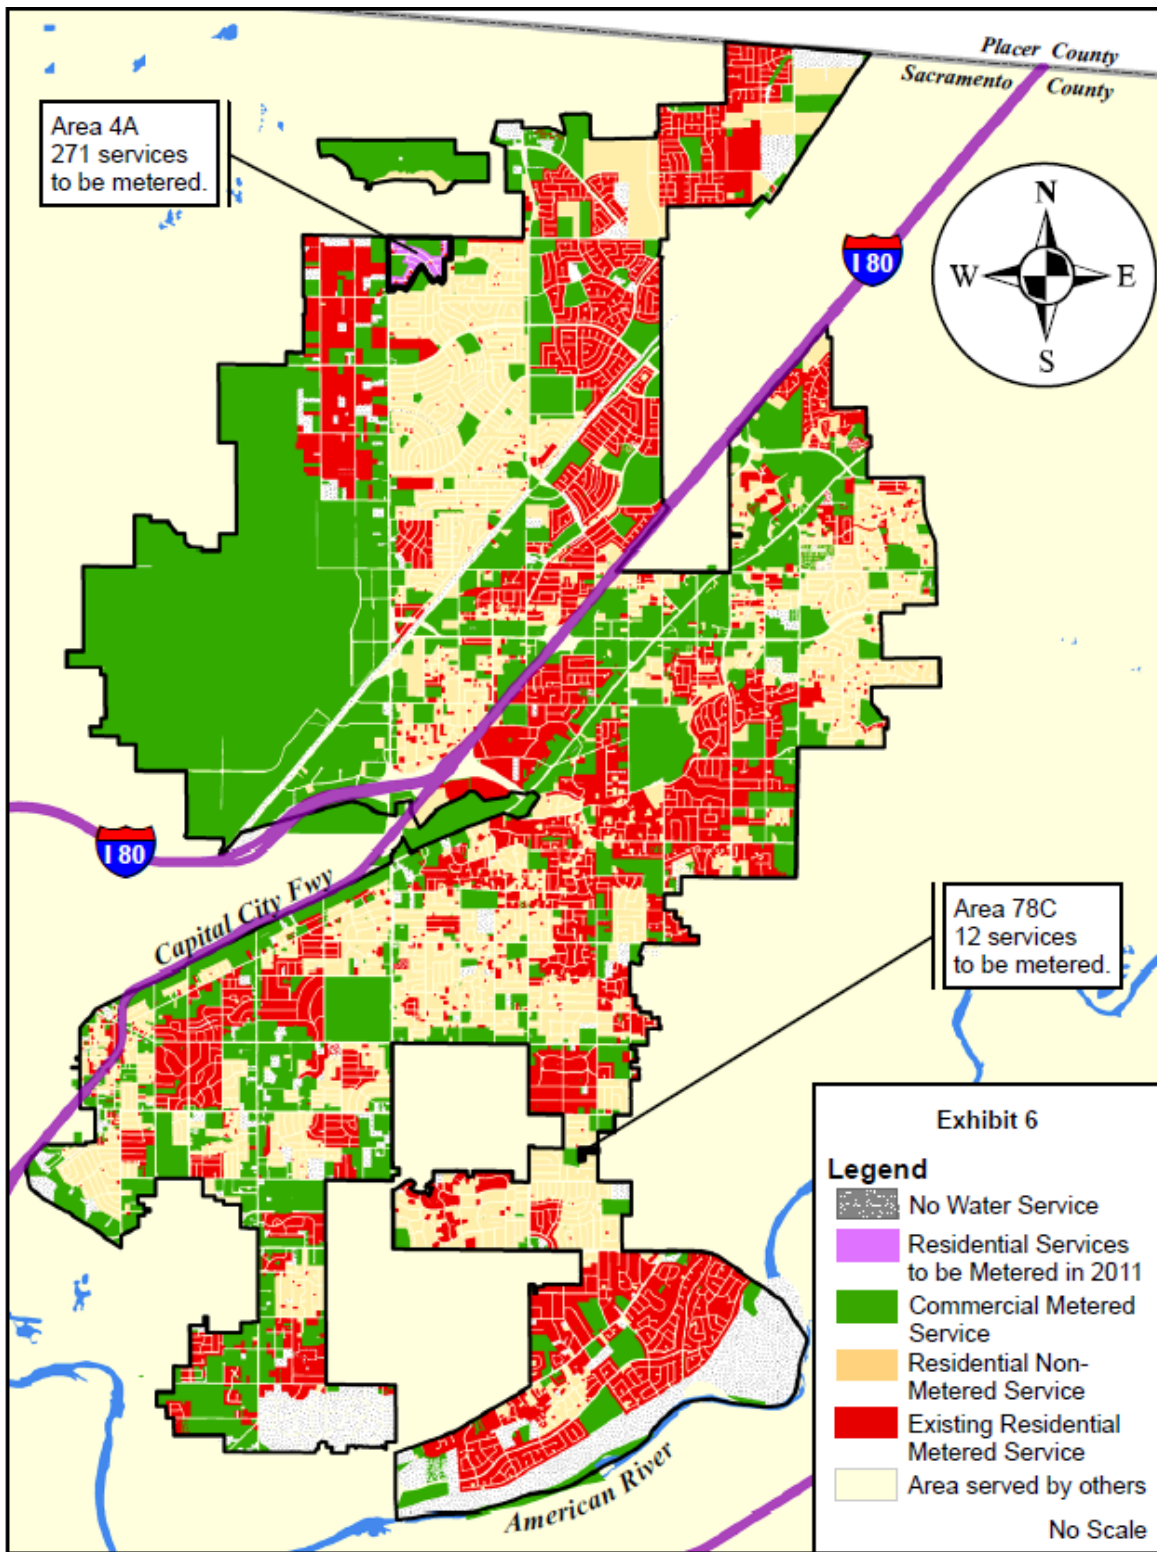 Placer County
Sacramento County
Area 4A
271 services
to be metered.
N
W E
S
I 80
I 80
Capital City Fwy
Area 78C
12 services
to be metered.
American River
Exhibit 6
Legend
No Water Service
Residential Services
to be Metered in 2011
Commercial Metered
Service
Residential Non-
Metered Service
Existing Residential
Metered Service
Area served by others
No Scale